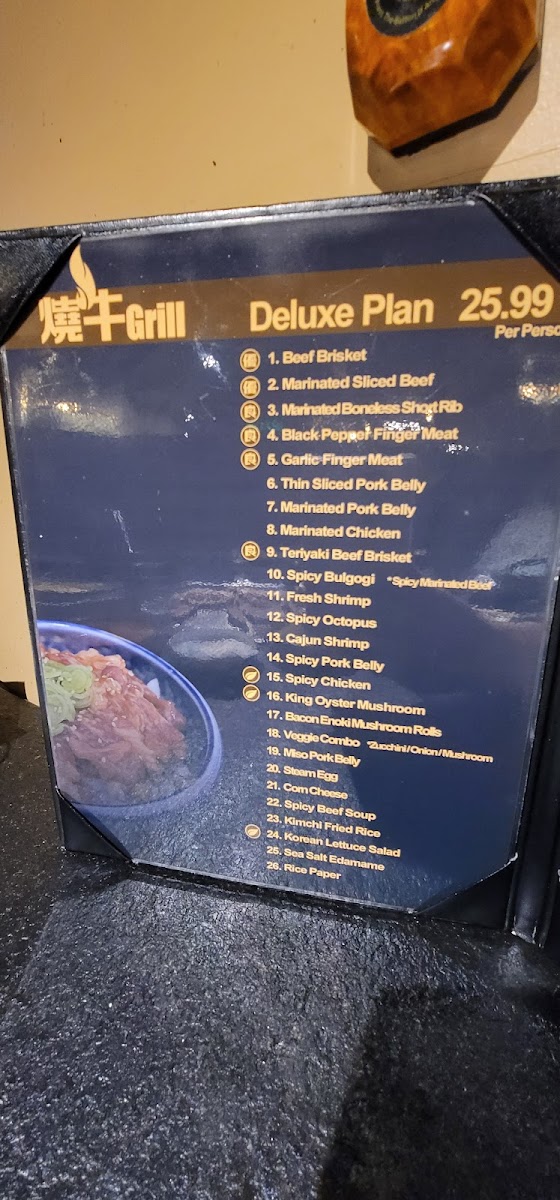 燒牛Grill
Deluxe Plan 25.99
Per Perso
1. Beef Brisket
2. Marinated Sliced Beef
3. Marinated Boneless Short Rib
4. Black Pepper Finger Meat
5. Garlic Finger Meat
6. Thin Sliced Pork Belly
7. Marinated Pork Belly
8. Marinated Chicken
9. Teriyaki Beef Brisket
10. Spicy Bulgogi *Spicy Marinated Beef
11. Fresh Shrimp
12. Spicy Octopus
13. Cajun Shrimp
14. Spicy Pork Belly
15. Spicy Chicken
16. King Oyster Mushroom
17. Bacon Enoki Mushroom Rolls
18. Veggie Combo *Zucchini / Onion / Mushroom
19. Miso Pork Belly
20. Steam Egg
21. Corn Cheese
22. Spicy Beef Soup
23. Kimchi Fried Rice
24. Korean Lettuce Salad
25. Sea Salt Edamame
26. Rice Paper